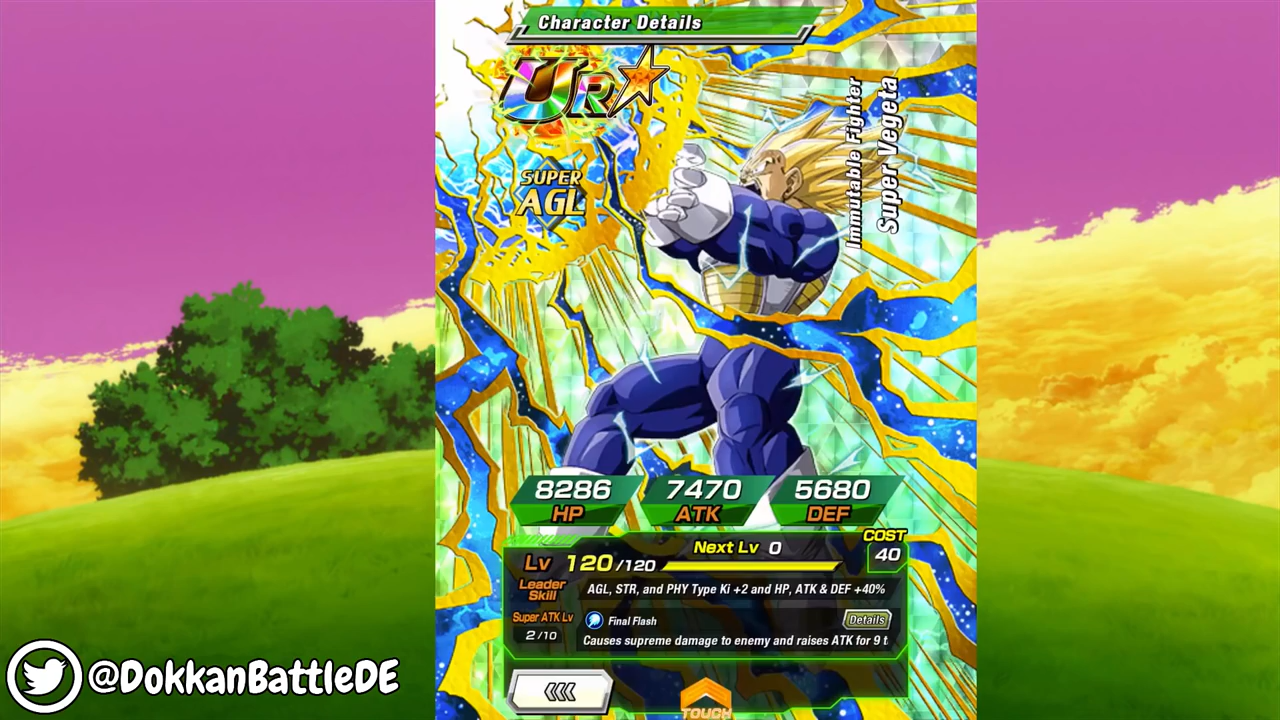 Character Details
UR
SUPER
AGL
Immutable Fighter
Super Vegeta
8286
HP
7470
ATK
5680
DEF
COST
40
Next Lv 0
Lv 120/120
Leader
Skill
AGL, STR, and PHY Type Ki +2 and HP, ATK & DEF +40%
Super ATK Lv
2/10
Final Flash
Details
Causes supreme damage to enemy and raises ATK for 9 t
TOUCH
@DokkanBattleDE